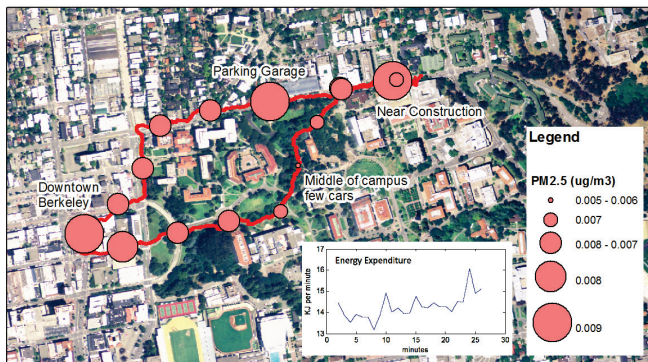 Parking Garage
Near Construction
Middle of campus
few cars
Downtown
Berkeley
Legend
PM2.5 (ug/m3)
0.005 - 0.006
0.007
0.008 - 0.007
0.008
0.009
Energy Expenditure
KJ per minute
16
15
14
13
0 5 10 15 20 25 30
minutes